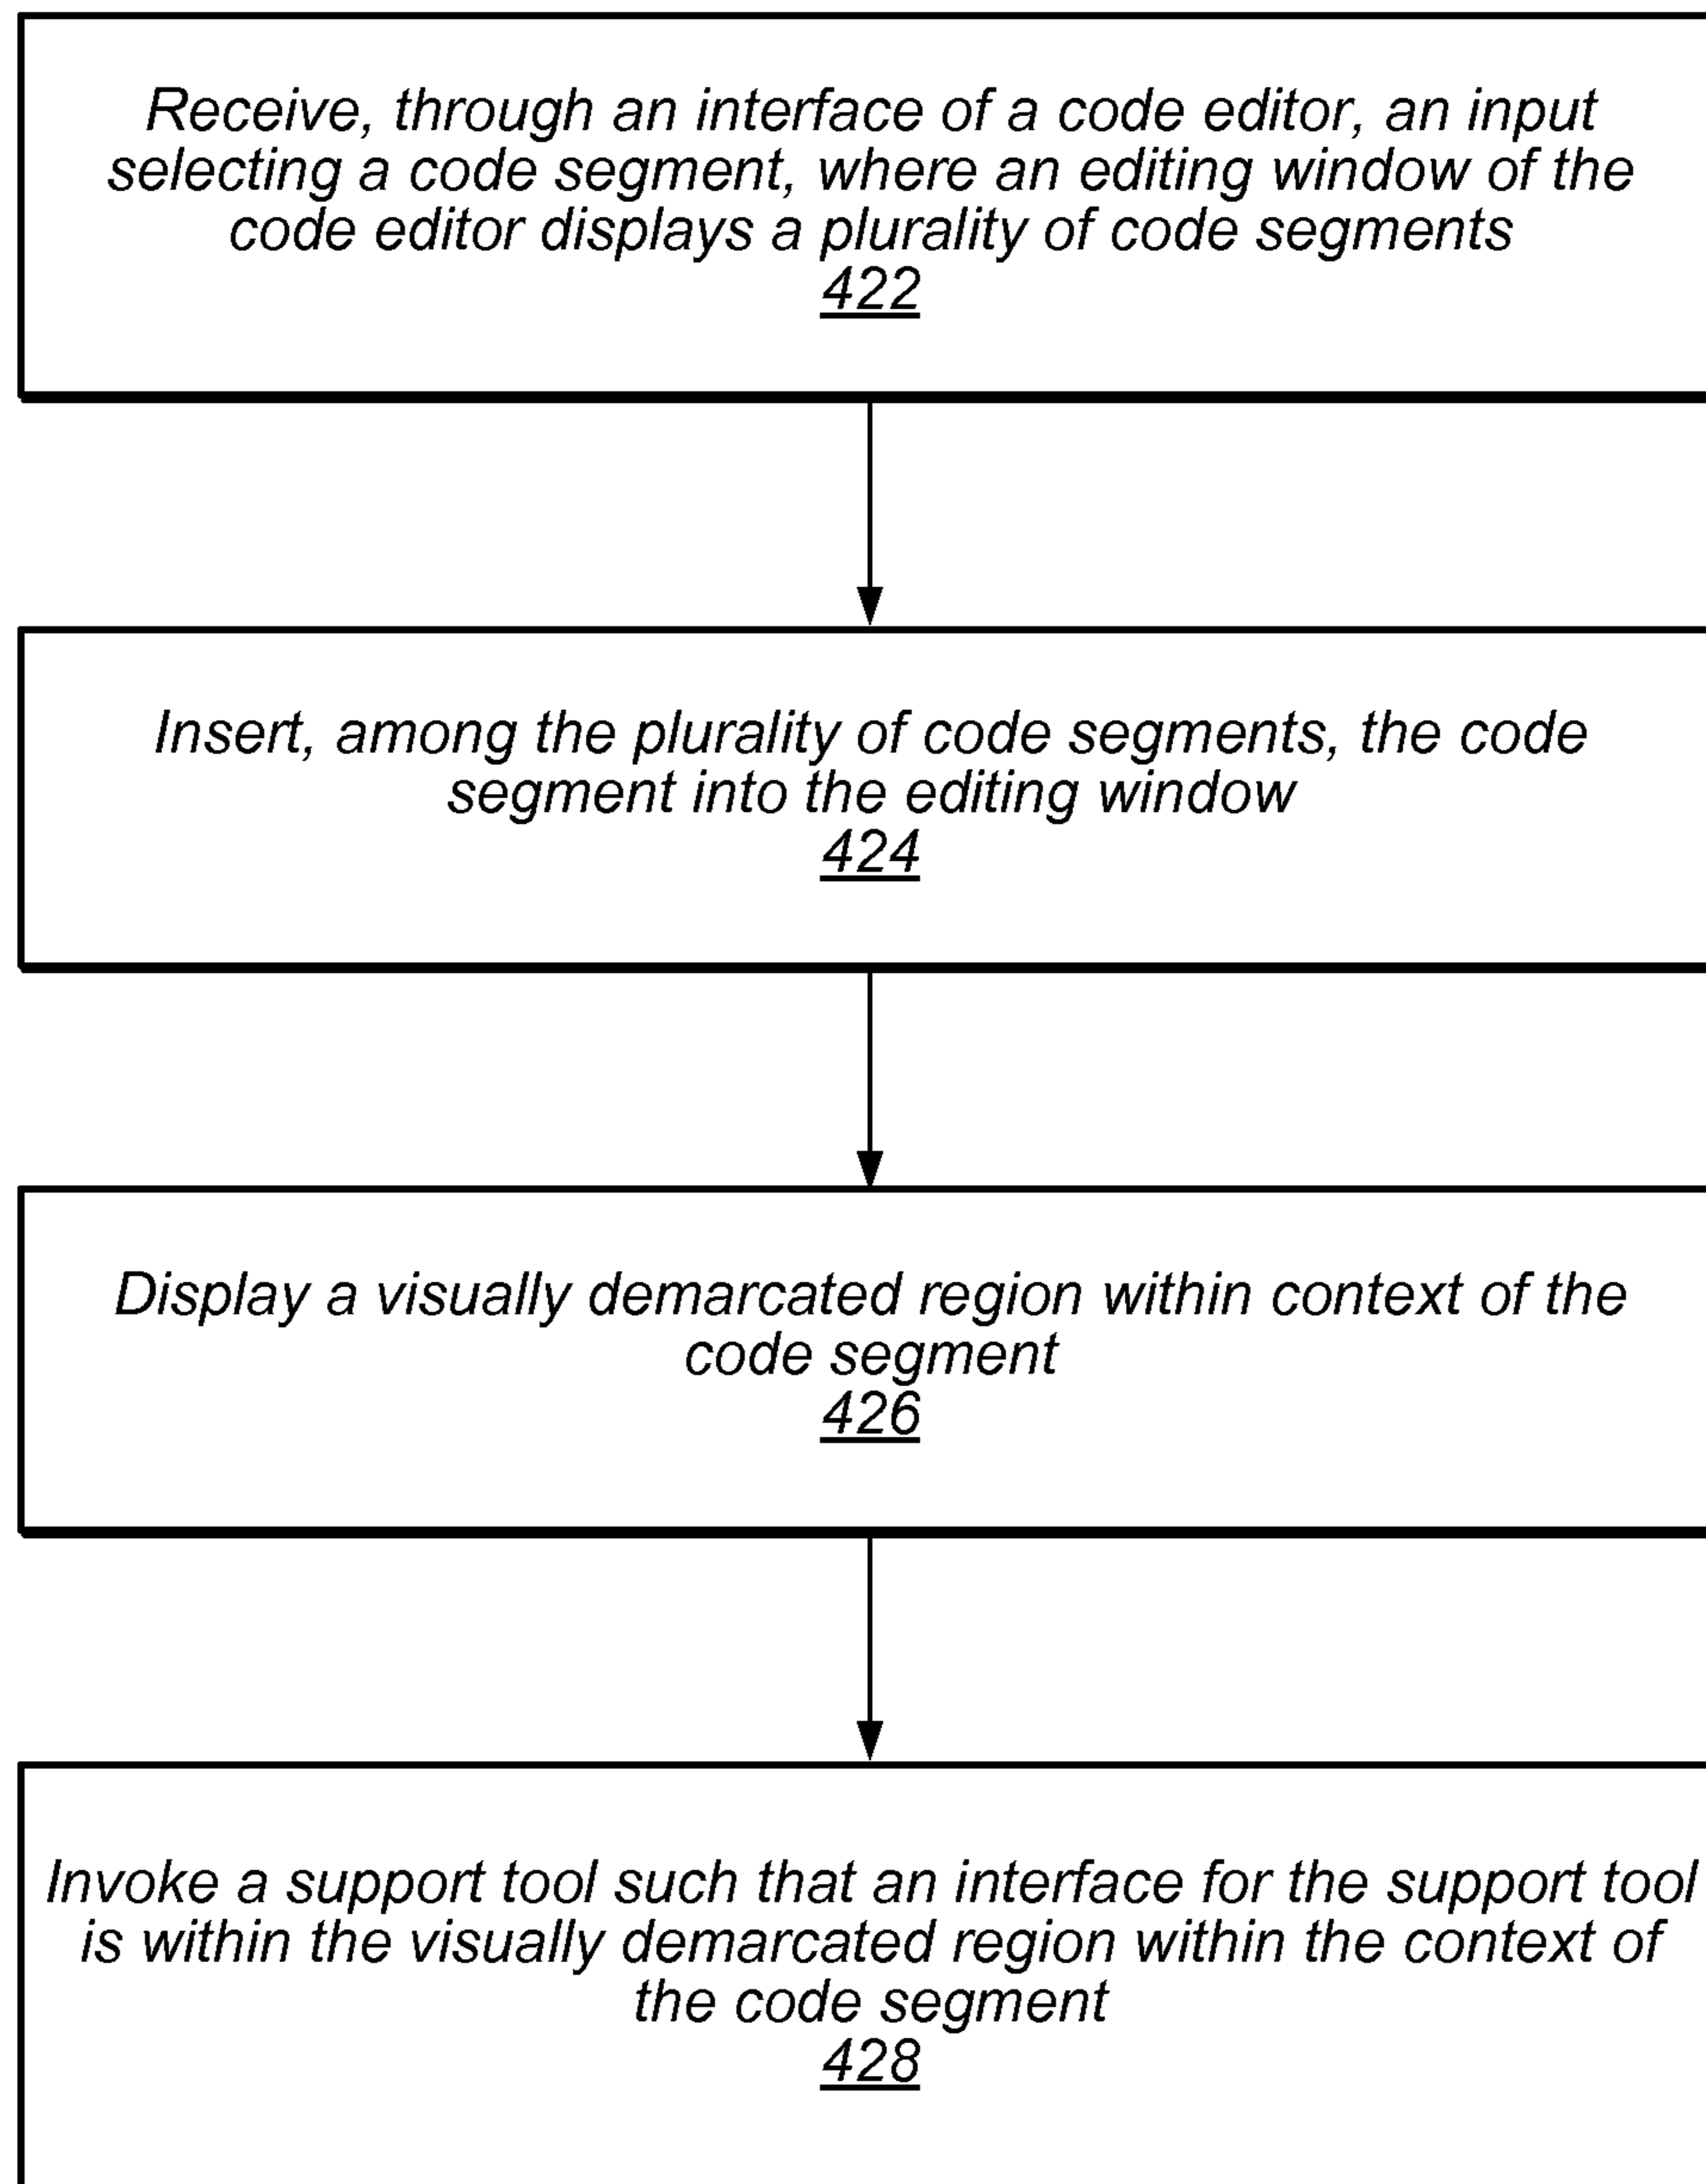 Receive, through an interface of a code editor, an input
selecting a code segment, where an editing window of the
code editor displays a plurality of code segments
422
Insert, among the plurality of code segments, the code
segment into the editing window
424
Display a visually demarcated region within context of the
code segment
426
Invoke a support tool such that an interface for the support tool
is within the visually demarcated region within the context of
the code segment
428